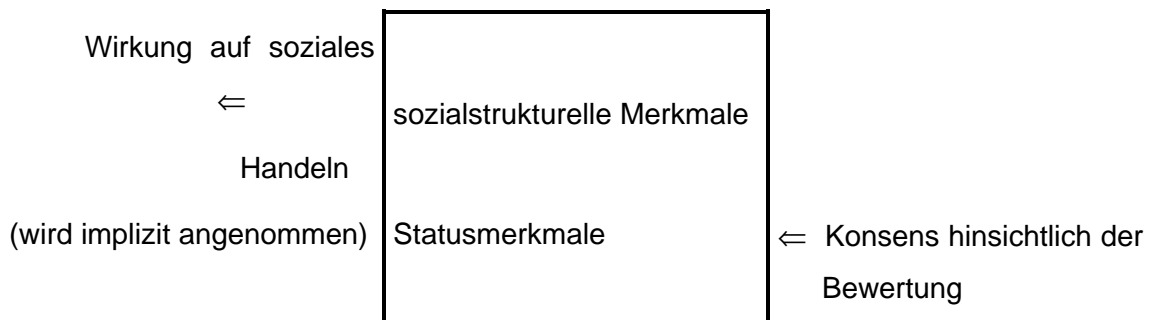 Wirkung auf soziales
⇐
sozialstrukturelle Merkmale
Handeln
(wird implizit angenommen) Statusmerkmale ⇐ Konsens hinsichtlich der
Bewertung